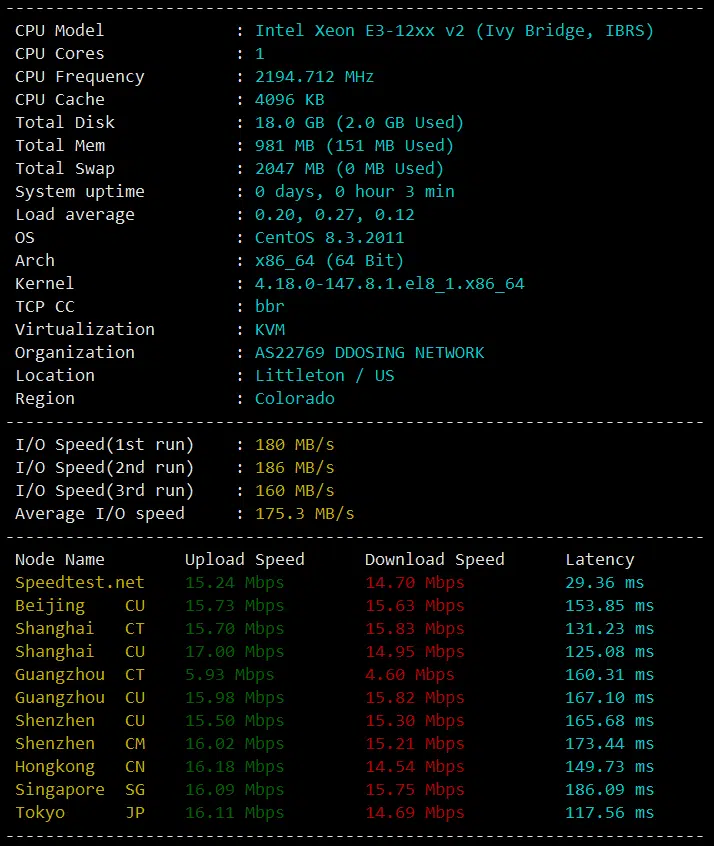 ----------------------------------------------------------------------
CPU Model : Intel Xeon E3-12xx v2 (Ivy Bridge, IBRS)
CPU Cores : 1
CPU Frequency : 2194.712 MHz
CPU Cache : 4096 KB
Total Disk : 18.0 GB (2.0 GB Used)
Total Mem : 981 MB (151 MB Used)
Total Swap : 2047 MB (0 MB Used)
System uptime : 0 days, 0 hour 3 min
Load average : 0.20, 0.27, 0.12
OS : CentOS 8.3.2011
Arch : x86_64 (64 Bit)
Kernel : 4.18.0-147.8.1.el8_1.x86_64
TCP CC : bbr
Virtualization : KVM
Organization : AS22769 DDOSING NETWORK
Location : Littleton / US
Region : Colorado
----------------------------------------------------------------------
I/O Speed(1st run) : 180 MB/s
I/O Speed(2nd run) : 186 MB/s
I/O Speed(3rd run) : 160 MB/s
Average I/O speed : 175.3 MB/s
----------------------------------------------------------------------
Node Name Upload Speed Download Speed Latency
Speedtest.net 15.24 Mbps 14.70 Mbps 29.36 ms
Beijing CU 15.73 Mbps 15.63 Mbps 153.85 ms
Shanghai CT 15.70 Mbps 15.83 Mbps 131.23 ms
Shanghai CU 17.00 Mbps 14.95 Mbps 125.08 ms
Guangzhou CT 5.93 Mbps 4.60 Mbps 160.31 ms
Guangzhou CU 15.98 Mbps 15.82 Mbps 167.10 ms
Shenzhen CU 15.50 Mbps 15.30 Mbps 165.68 ms
Shenzhen CM 16.02 Mbps 15.21 Mbps 173.44 ms
Hongkong CN 16.18 Mbps 14.54 Mbps 149.73 ms
Singapore SG 16.09 Mbps 15.75 Mbps 186.09 ms
Tokyo JP 16.11 Mbps 14.69 Mbps 117.56 ms
----------------------------------------------------------------------